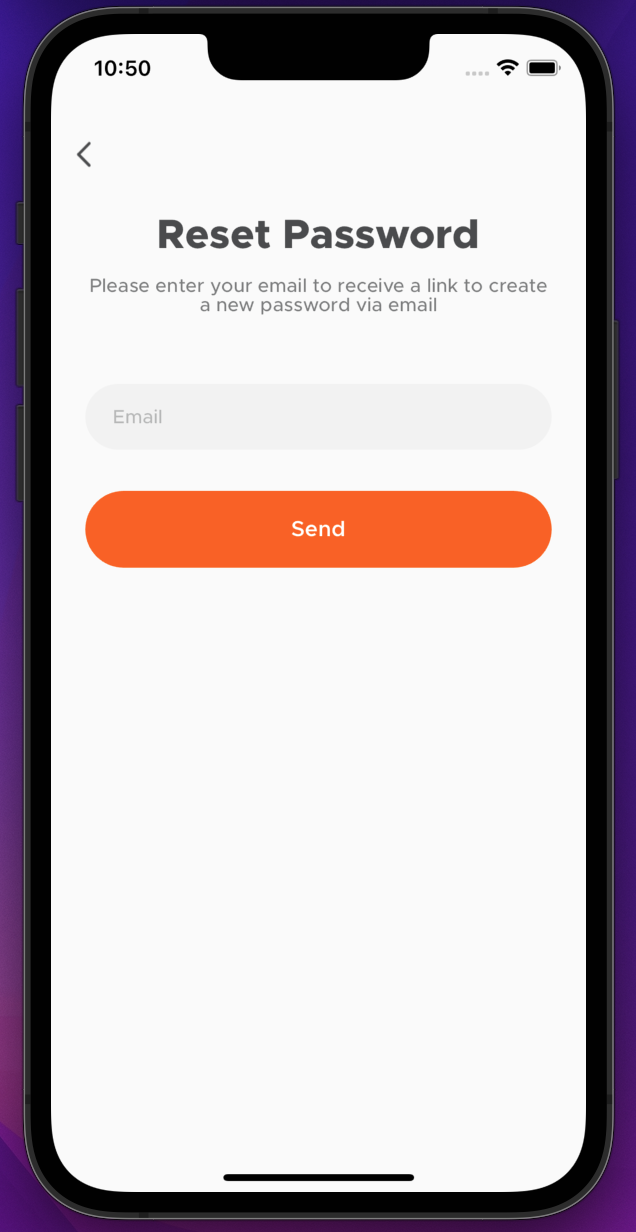 10:50
Reset Password
Please enter your email to receive a link to create
a new password via email
Email
Send